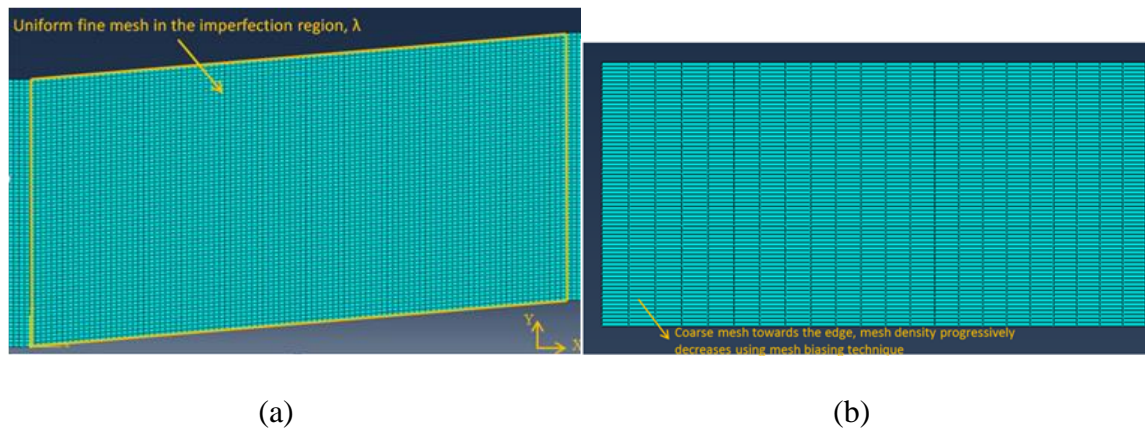 Uniform fine mesh in the imperfection region, λ
Y
X
Coarse mesh towards the edge, mesh density progressively
decreases using mesh biasing technique
(a)
(b)